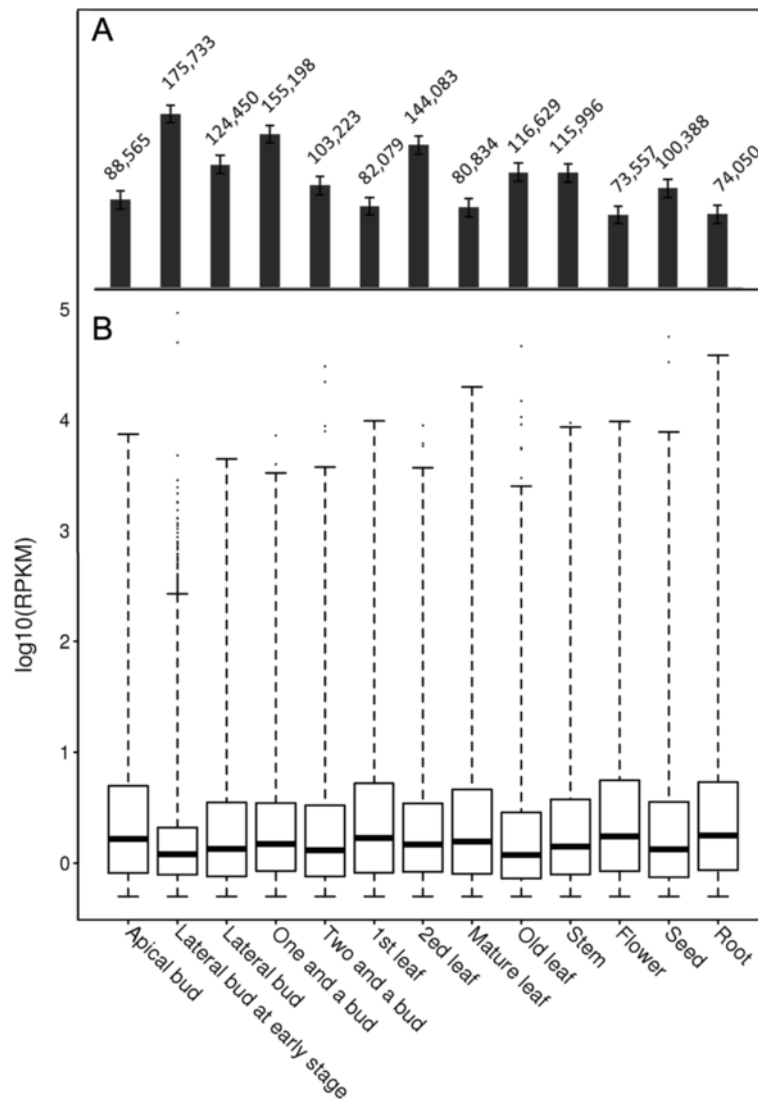 A
88,565
175,733
124,450
155,198
103,223
82,079
144,083
80,834
116,629
115,996
73,557
100,388
74,050
B
5
4
3
2
1
0
log10(RPKM)
Apical bud
Lateral bud at early stage
Lateral bud
One and a bud
Two and a bud
1st leaf
2ed leaf
Mature leaf
Old leaf
Stem
Flower
Seed
Root